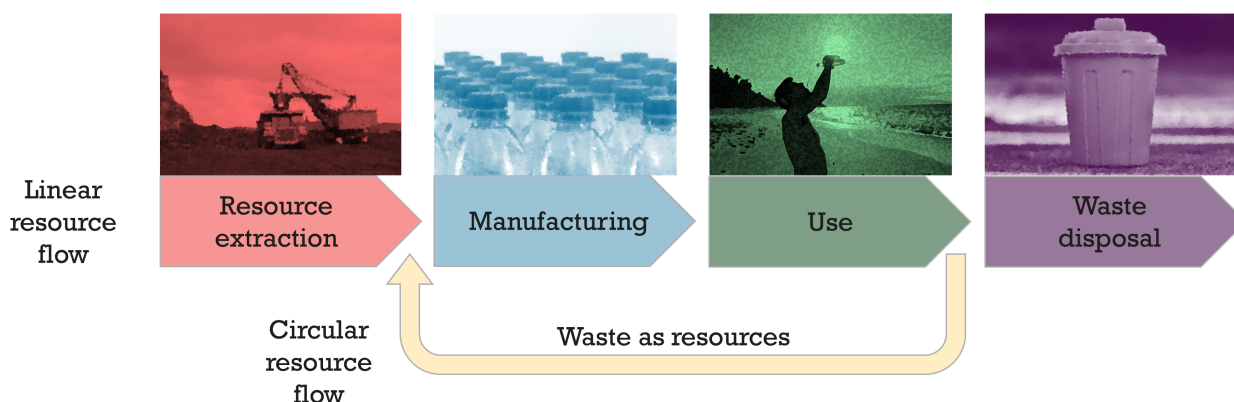 Linear
resource
flow
Resource
extraction
Manufacturing
Use
Waste
disposal
Circular
resource
flow
Waste as resources